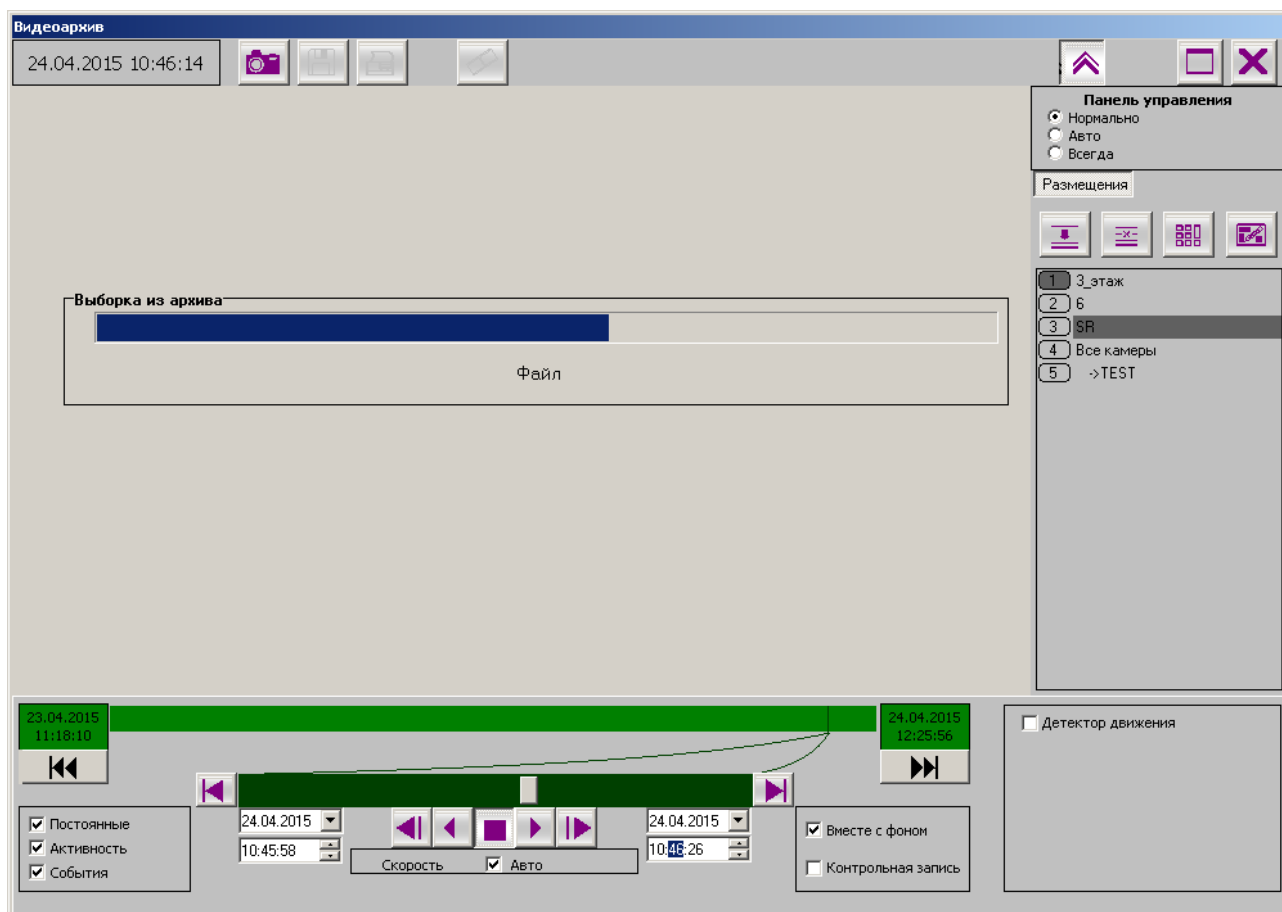 Видеоархив
24.04.2015 10:46:14
Панель управления
Нормально
Авто
Всегда
Размещения
1 3_этаж
2 6
3 SR
4 Все камеры
5 ->TEST
Выборка из архива
Файл
23.04.2015
11:18:10
24.04.2015
12:25:56
Детектор движения
Постоянные
Активность
События
24.04.2015
10:45:58
Скорость Авто
24.04.2015
10:46:26
Вместе с фоном
Контрольная запись